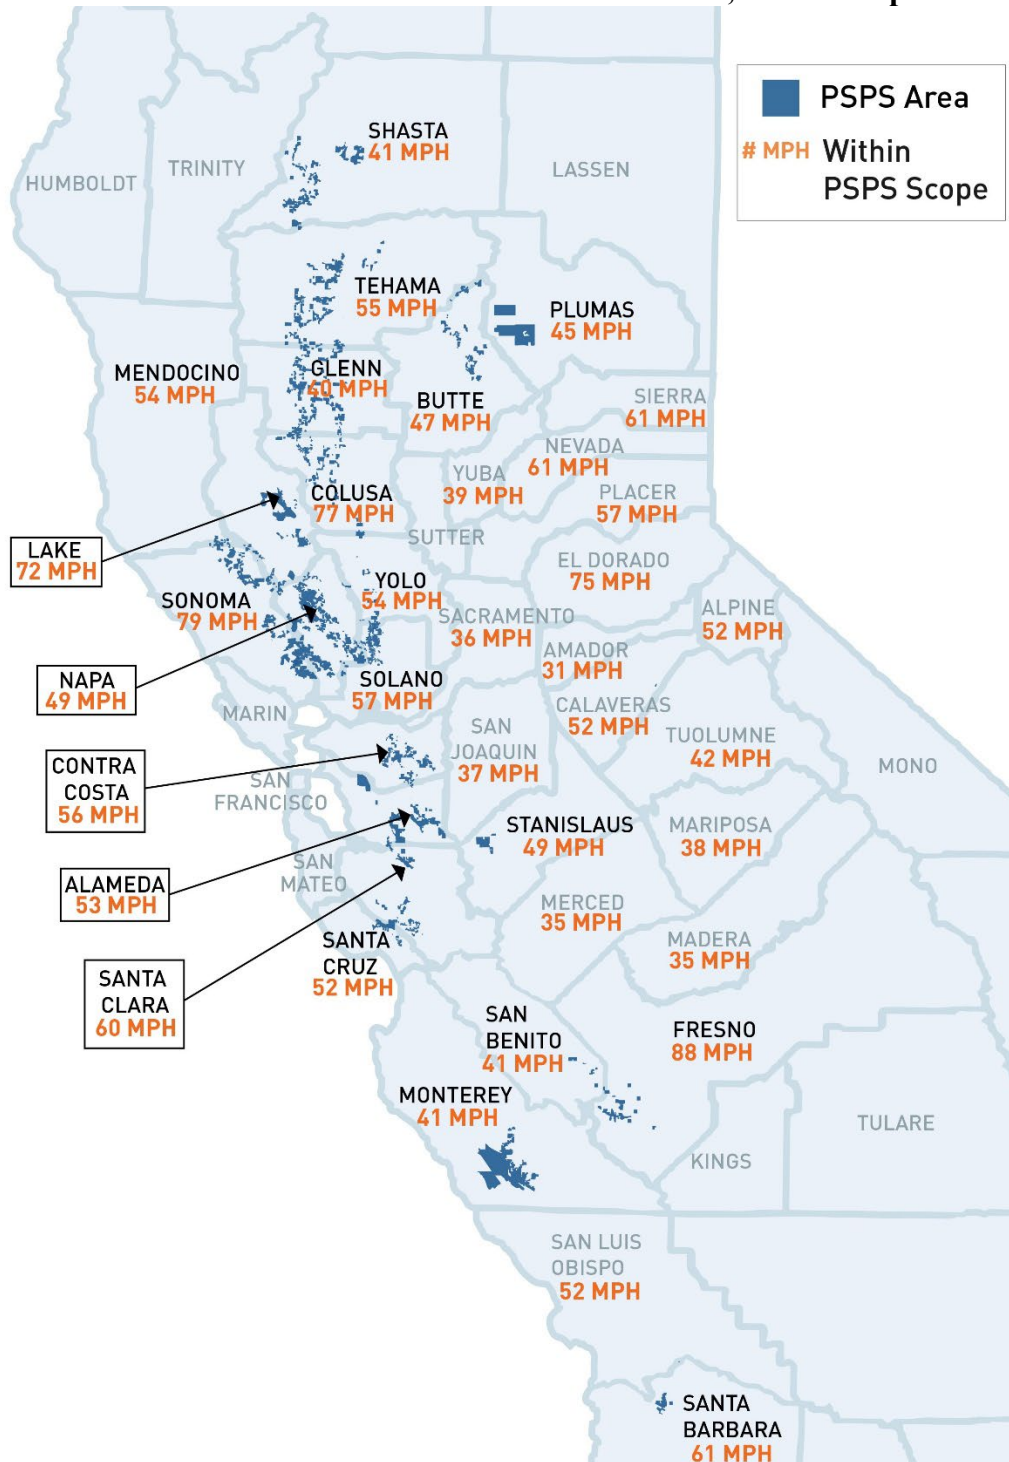 PSPS Area
# MPH Within
PSPS Scope
SHASTA
41 MPH
HUMBOLDT
TRINITY
LASSEN
TEHAMA
55 MPH
PLUMAS
45 MPH
MENDOCINO
54 MPH
GLENN
40 MPH
BUTTE
47 MPH
SIERRA
61 MPH
NEVADA
61 MPH
YUBA
39 MPH
PLACER
57 MPH
COLUSA
77 MPH
SUTTER
LAKE
72 MPH
EL DORADO
75 MPH
YOLO
54 MPH
SONOMA
79 MPH
SACRAMENTO
36 MPH
ALPINE
52 MPH
AMADOR
31 MPH
NAPA
49 MPH
SOLANO
57 MPH
CALAVERAS
52 MPH
MARIN
SAN
JOAQUIN
37 MPH
TUOLUMNE
42 MPH
MONO
CONTRA
COSTA
56 MPH
SAN
FRANCISCO
STANISLAUS
49 MPH
MARIPOSA
38 MPH
SAN
MATEO
ALAMEDA
53 MPH
MERCED
35 MPH
MADERA
35 MPH
SANTA
CRUZ
52 MPH
SANTA
CLARA
60 MPH
SAN
BENITO
41 MPH
FRESNO
88 MPH
MONTEREY
41 MPH
TULARE
KINGS
SAN LUIS
OBISPO
52 MPH
SANTA
BARBARA
61 MPH